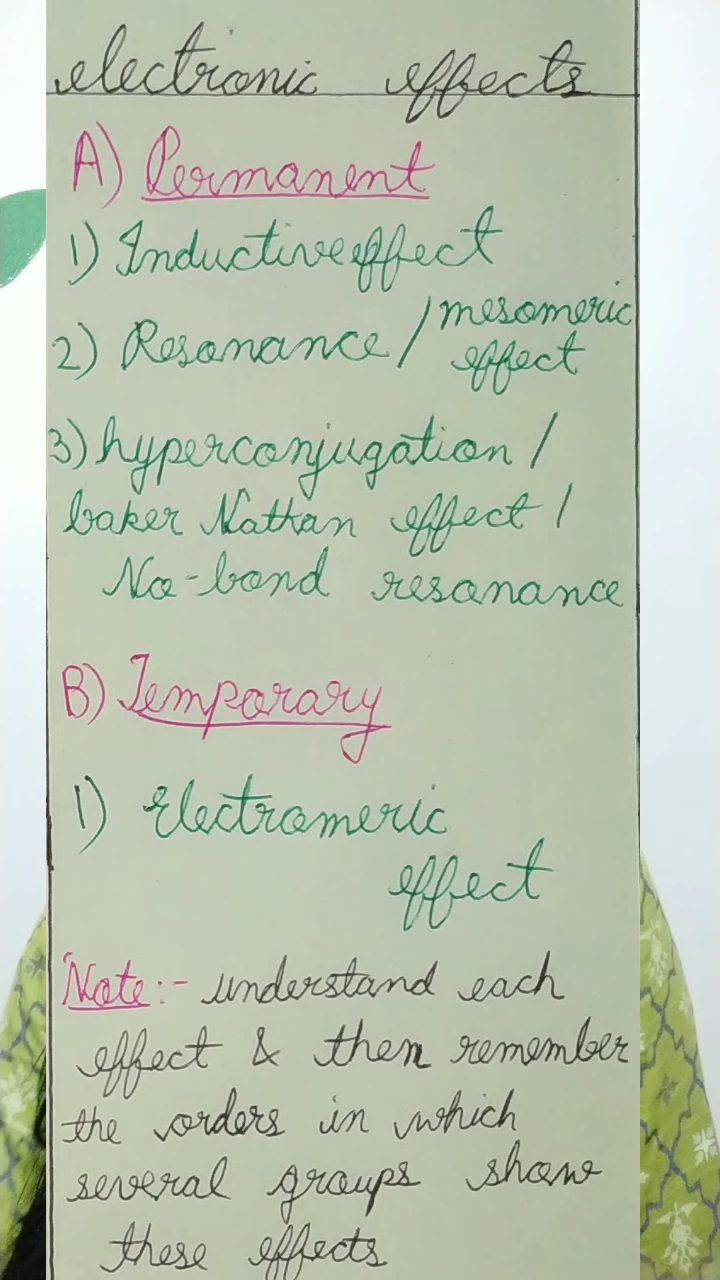 electronic effects
A) Permanent
1) Inductive effect
2) Resonance / mesomeric
effect
3) hyperconjugation /
baker Nathan effect /
No-bond resonance
B) Temporary
1) Electromeric
effect
Note:- understand each
effect & then remember
the orders in which
several groups show
these effects